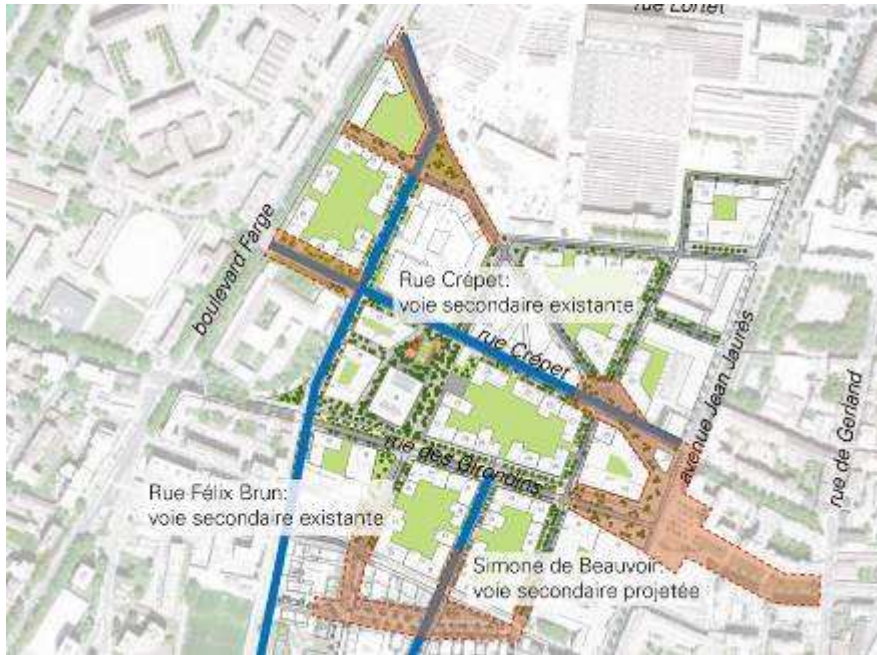 rue Lortet
boulevard Farge
Rue Crépet:
voie secondaire existante
rue Crépet
avenue Jean Jaurès
rue de Gerland
rue des Girondins
Rue Félix Brun:
voie secondaire existante
Simone de Beauvoir:
voie secondaire projetée